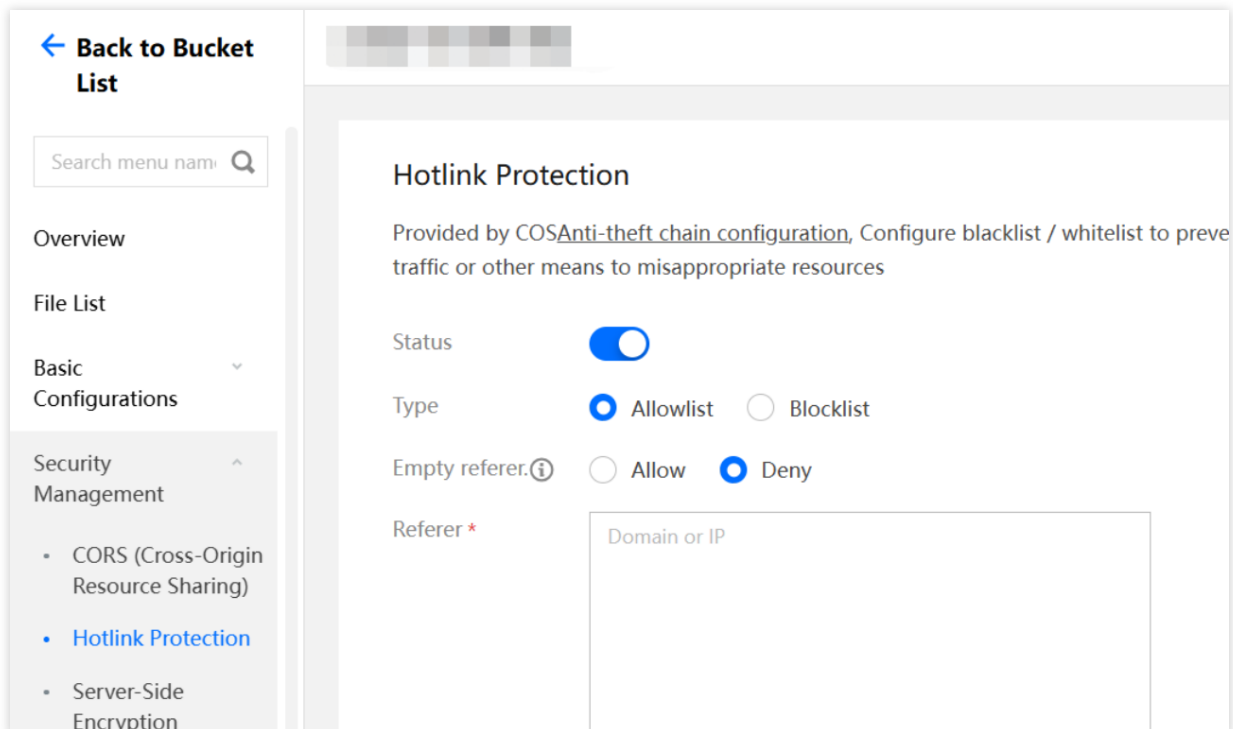 Back to Bucket
List
Search menu nam
Overview
File List
Basic
Configurations
Security
Management
CORS (Cross-Origin
Resource Sharing)
Hotlink Protection
Server-Side
Encryption
Hotlink Protection
Provided by COSAnti-theft chain configuration, Configure blacklist / whitelist to preve
traffic or other means to misappropriate resources
Status
Type
Allowlist
Blocklist
Empty referer.
Allow
Deny
Referer *
Domain or IP